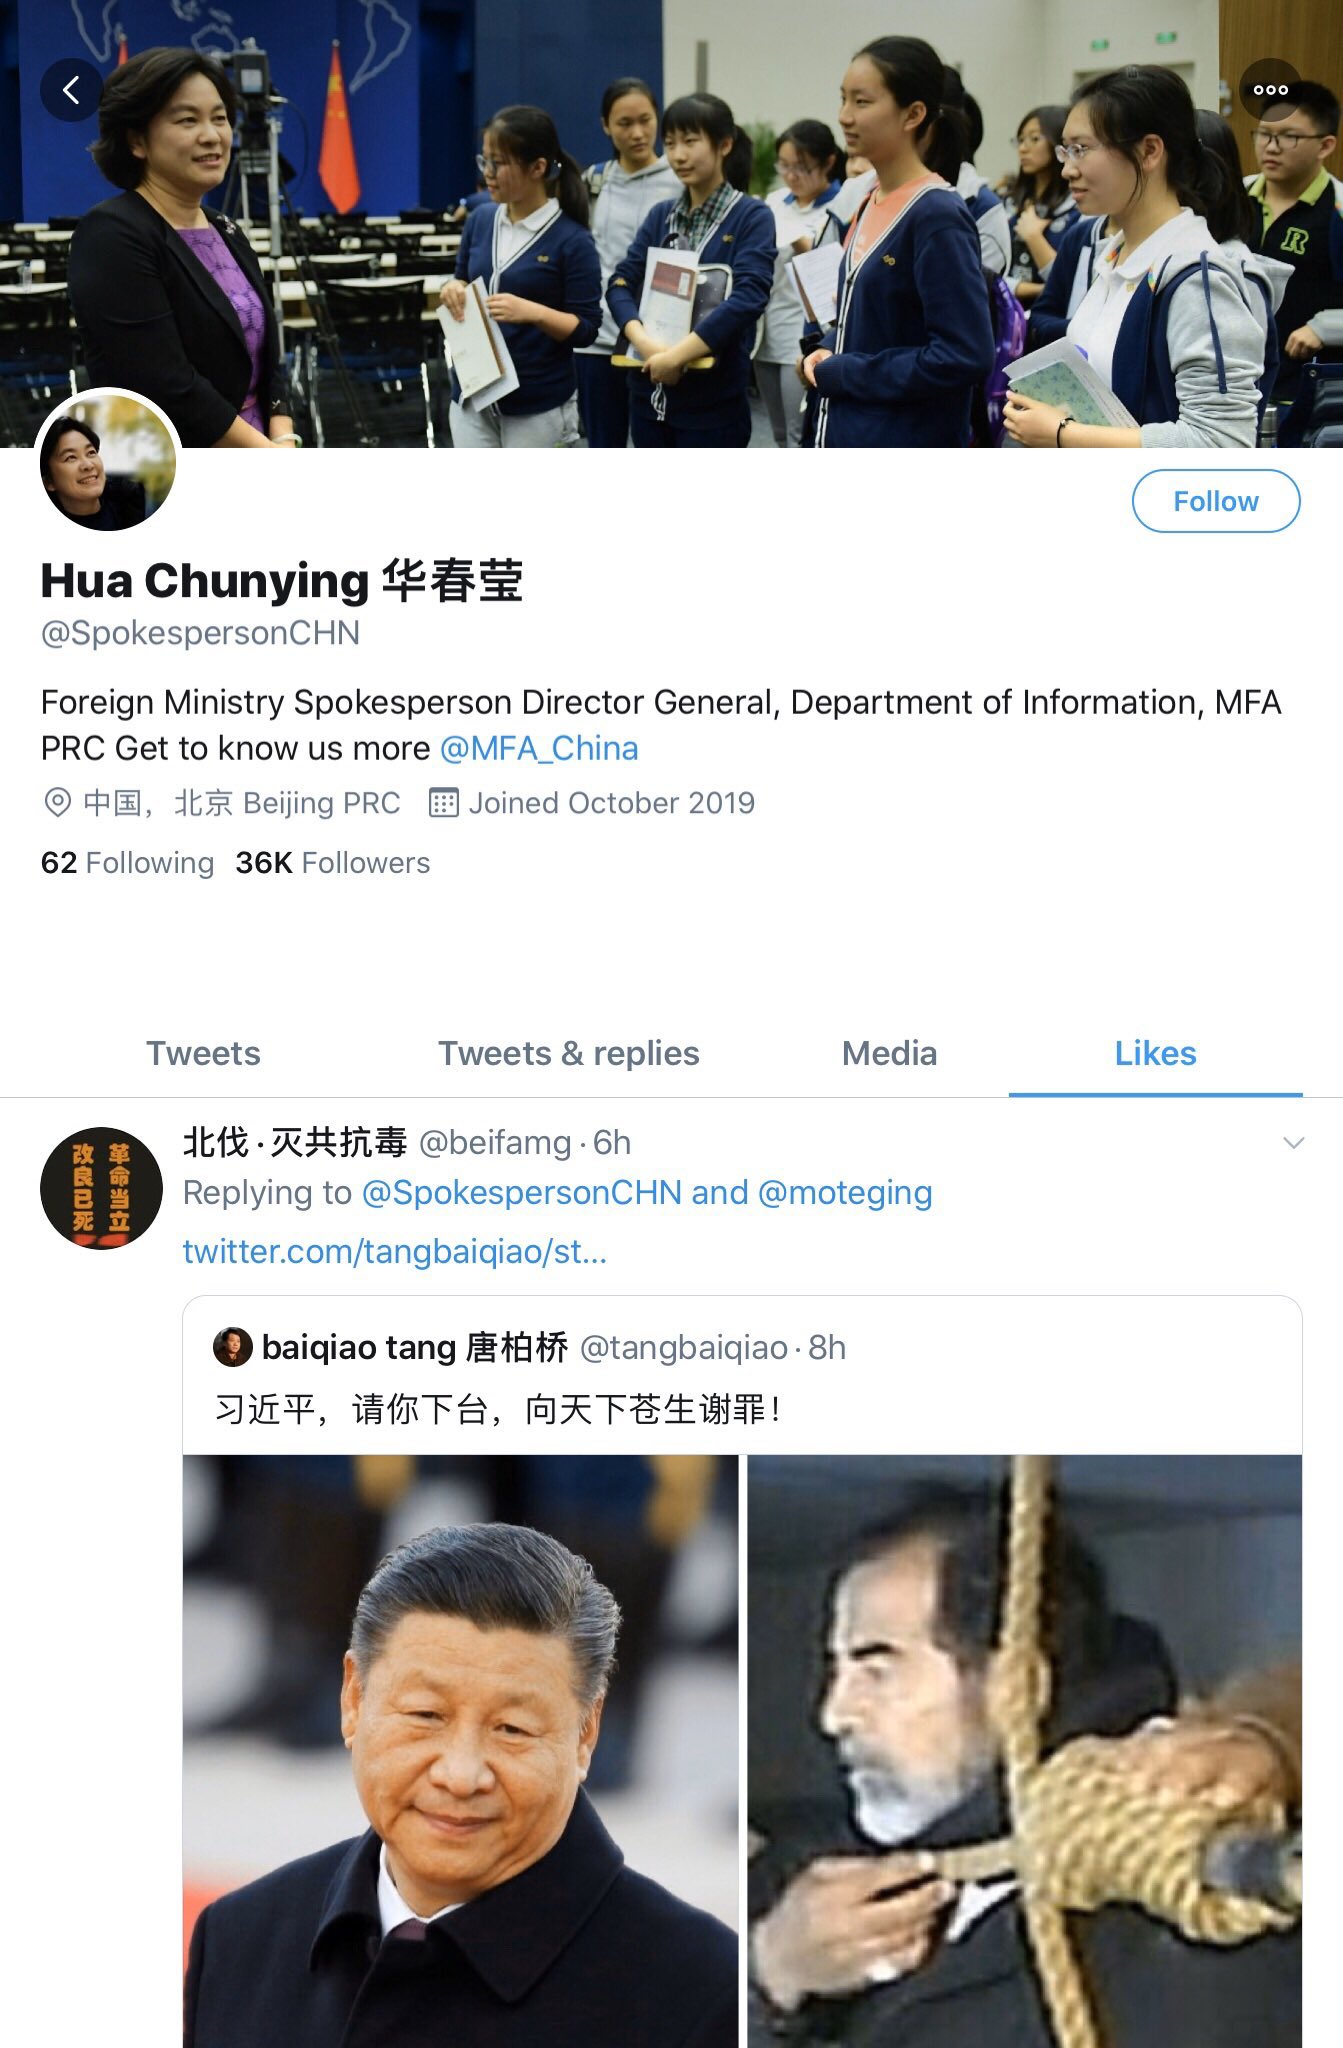 Follow
Hua Chunying 华春莹
@SpokespersonCHN
Foreign Ministry Spokesperson Director General, Department of Information, MFA
PRC Get to know us more @MFA_China
中国，北京 Beijing PRC Joined October 2019
62 Following 36K Followers
Tweets Tweets & replies Media Likes
北伐·灭共抗毒 @beifamg · 6h
革命当立
改良已死
Replying to @SpokespersonCHN and @moteging
twitter.com/tangbaiqiao/st...
baiqiao tang 唐柏桥 @tangbaiqiao · 8h
习近平，请你下台，向天下苍生谢罪！
R